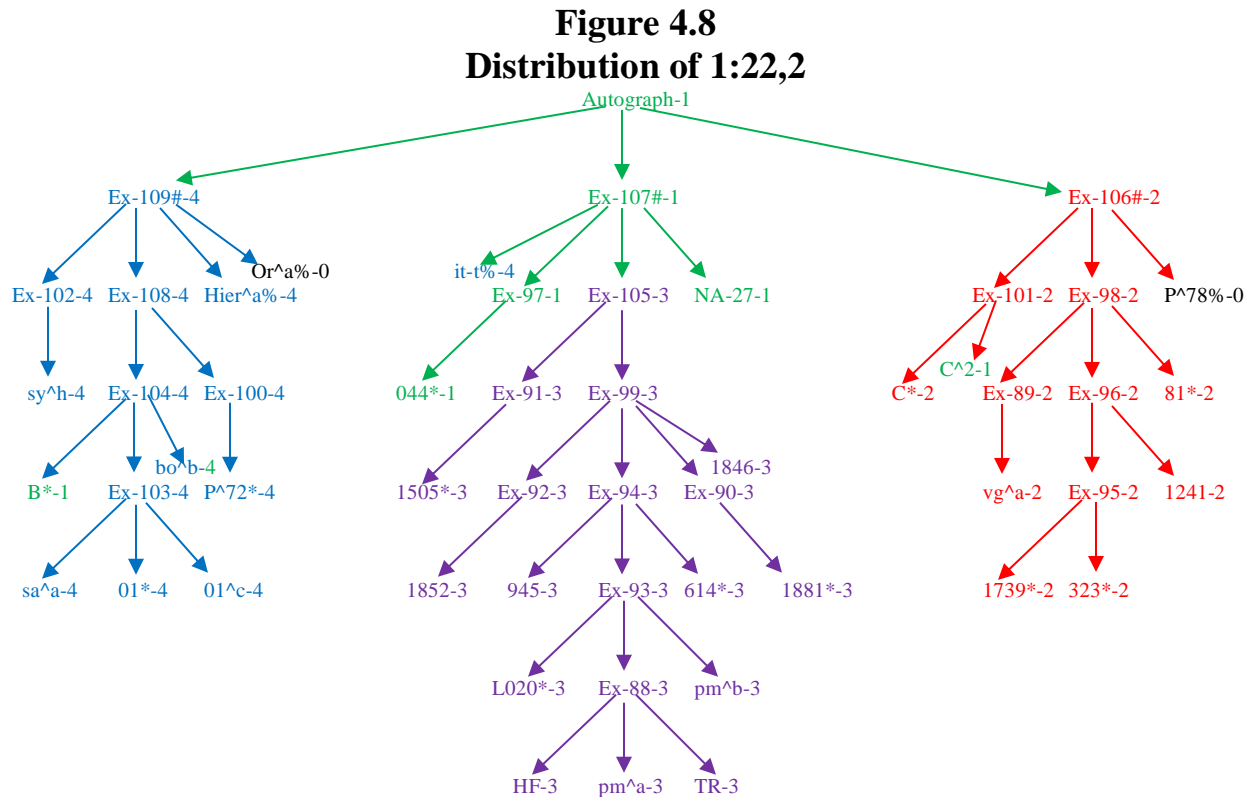 Figure 4.8
Distribution of 1:22,2
Autograph-1
Ex-109#-4 Ex-107#-1 Ex-106#-2
Or^a%-0 it-t%-4
Ex-102-4 Ex-108-4 Hier^a%-4 Ex-97-1 Ex-105-3 NA-27-1 Ex-101-2 Ex-98-2 P^78%-0
C^2-1
sy^h-4 Ex-104-4 Ex-100-4 044*-1 Ex-91-3 Ex-99-3 C*-2 Ex-89-2 Ex-96-2 81*-2
bo^b-4 1846-3
B*-1 Ex-103-4 P^72*-4 1505*-3 Ex-92-3 Ex-94-3 Ex-90-3 vg^a-2 Ex-95-2 1241-2
sa^a-4 01*-4 01^c-4 1852-3 945-3 Ex-93-3 614*-3 1881*-3 1739*-2 323*-2
L020*-3 Ex-88-3 pm^b-3
HF-3 pm^a-3 TR-3